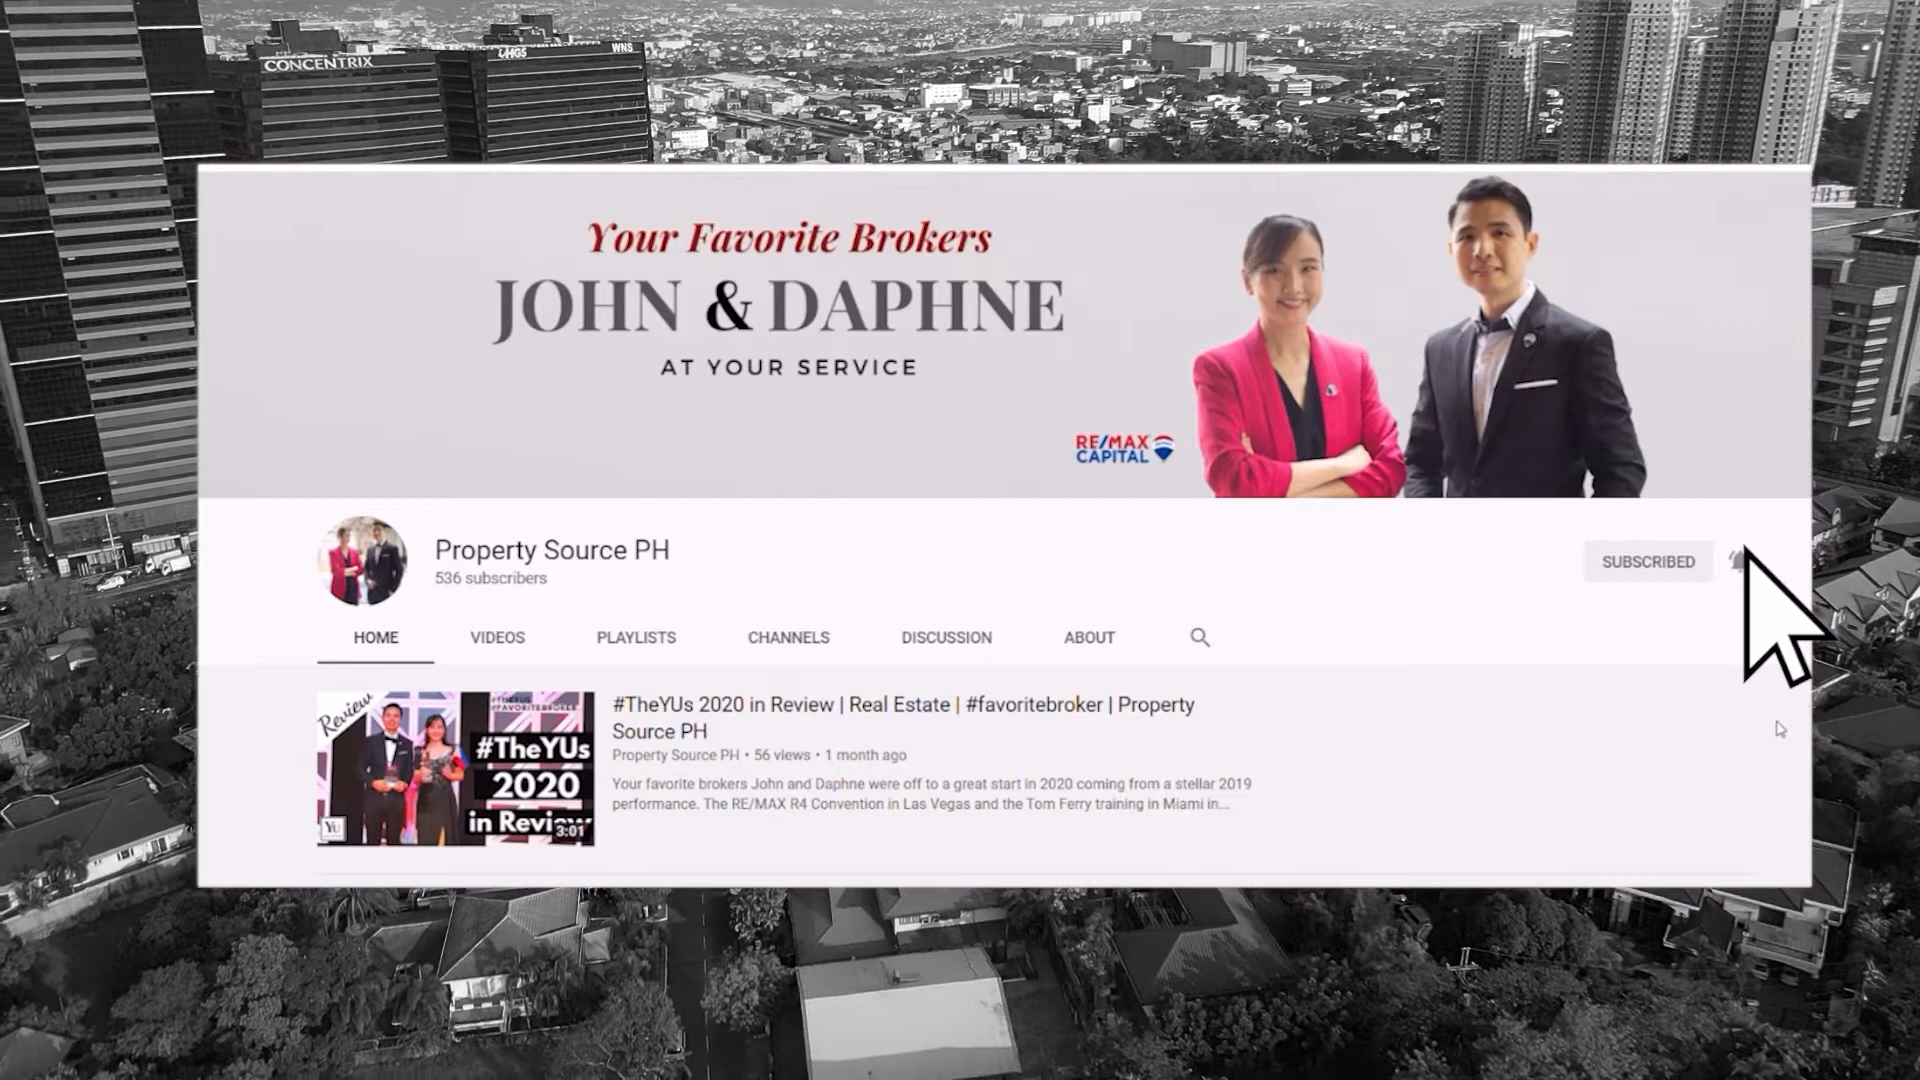 CONCENTRIX
HGS
WNS
Your Favorite Brokers
JOHN & DAPHNE
AT YOUR SERVICE
RE/MAX
CAPITAL
Property Source PH
536 subscribers
SUBSCRIBED
HOME
VIDEOS
PLAYLISTS
CHANNELS
DISCUSSION
ABOUT
Review
#THEYUS
#FAVORITEBROKER
#TheYUs
2020
in Review
3:01
YU
#TheYUs 2020 in Review | Real Estate | #favoritebroker | Property
Source PH
Property Source PH • 56 views • 1 month ago
Your favorite brokers John and Daphne were off to a great start in 2020 coming from a stellar 2019
performance. The RE/MAX R4 Convention in Las Vegas and the Tom Ferry training in Miami in...